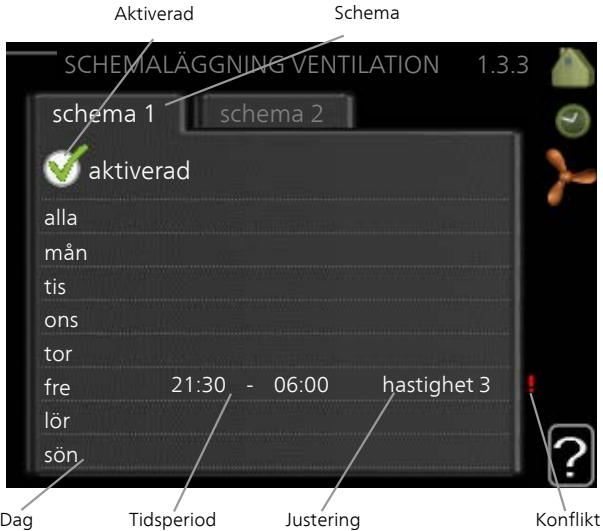 Aktiverad Schema
SCHEMALÄGGNING VENTILATION 1.3.3
schema 1 schema 2
aktiverad
alla
mån
tis
ons
tor
fre 21:30 - 06:00 hastighet 3 !
lör
sön
?
Dag Tidsperiod Justering Konflikt